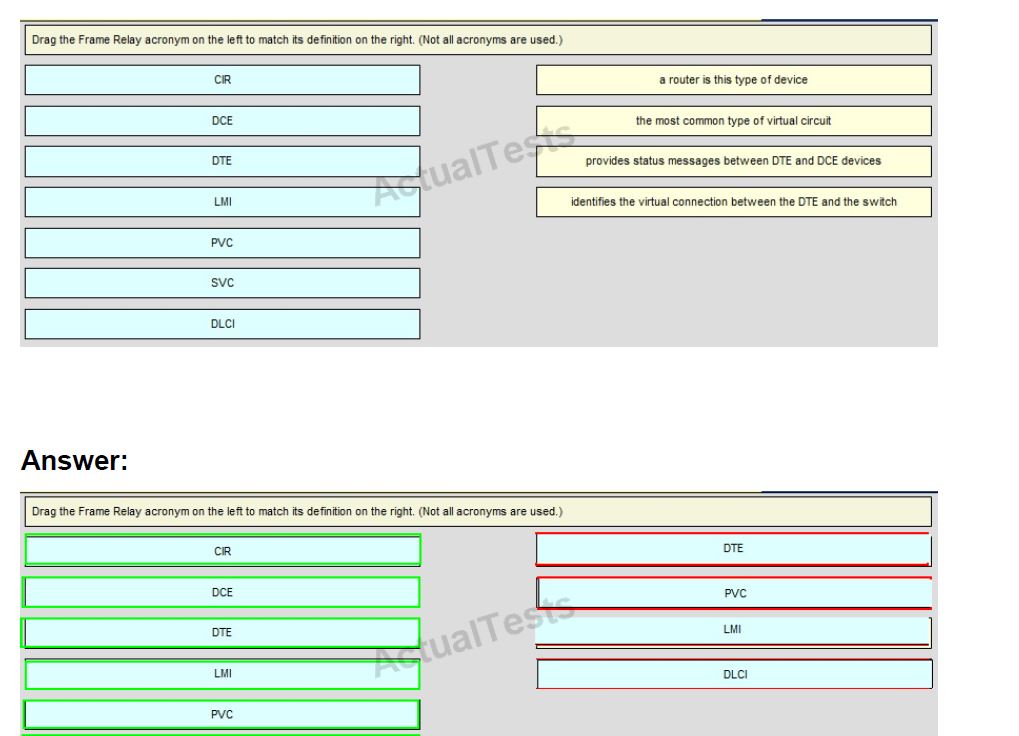 Drag the Frame Relay acronym on the left to match its definition on the right. (Not all acronyms are used.)
CIR
a router is this type of device
DCE
the most common type of virtual circuit
DTE
provides status messages between DTE and DCE devices
LMI
identifies the virtual connection between the DTE and the switch
PVC
SVC
DLCI
ActualTests
Answer:
Drag the Frame Relay acronym on the left to match its definition on the right. (Not all acronyms are used.)
CIR
DTE
DCE
PVC
DTE
LMI
LMI
DLCI
PVC
ActualTests